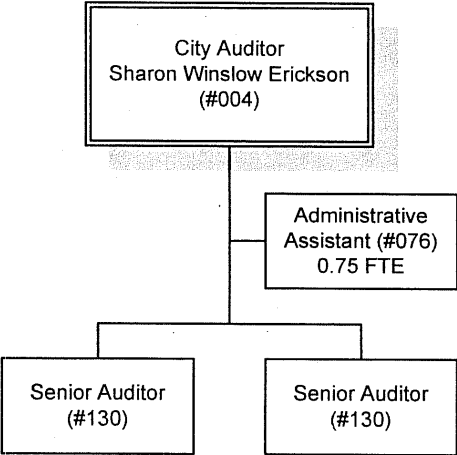 City Auditor
Sharon Winslow Erickson
(#004)
Administrative
Assistant (#076)
0.75 FTE
Senior Auditor
(#130)
Senior Auditor
(#130)